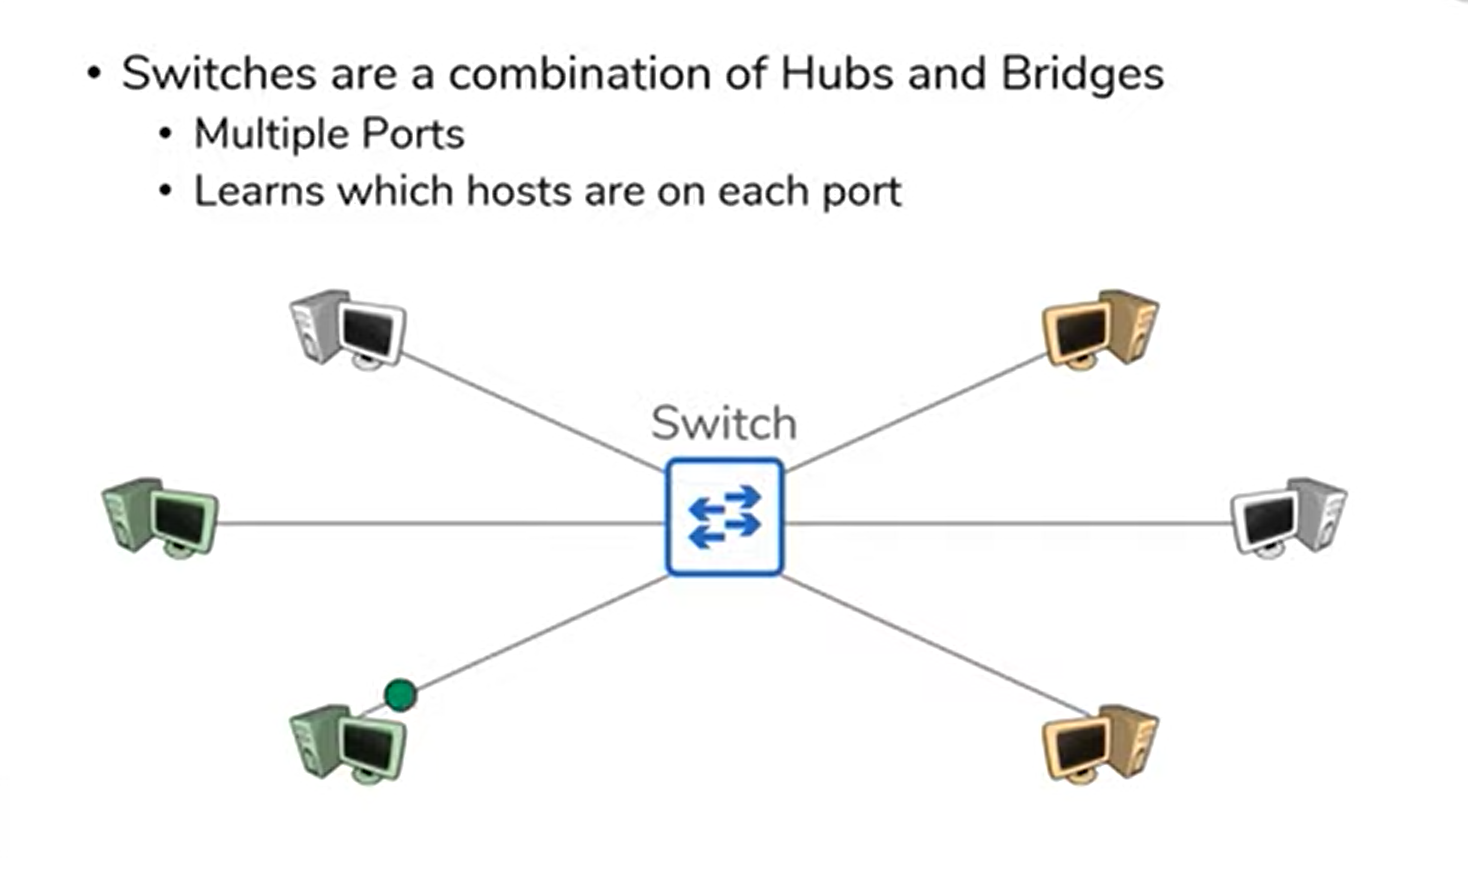 • Switches are a combination of Hubs and Bridges
• Multiple Ports
• Learns which hosts are on each port
Switch